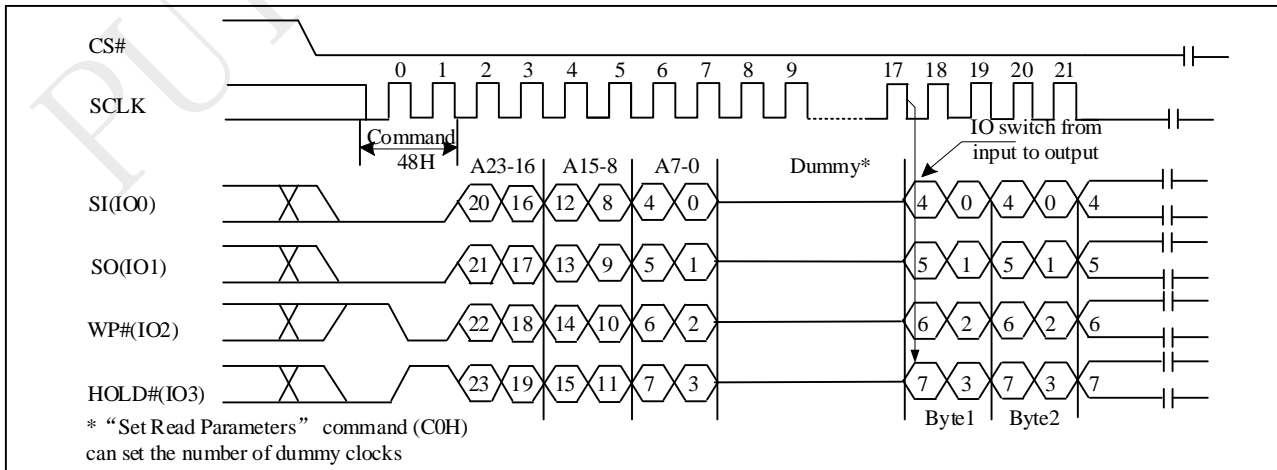 CS#
0 1 2 3 4 5 6 7 8 9 17 18 19 20 21
SCLK
Command
48H
IO switch from
input to output
A23-16 A15-8 A7-0 Dummy*
SI(IO0) 20 16 12 8 4 0 4 0 4 0 4
SO(IO1) 21 17 13 9 5 1 5 1 5 1 5
WP#(IO2) 22 18 14 10 6 2 6 2 6 2 6
HOLD#(IO3) 23 19 15 11 7 3 7 3 7 3 7
Byte1 Byte2
* “Set Read Parameters” command (C0H)
can set the number of dummy clocks